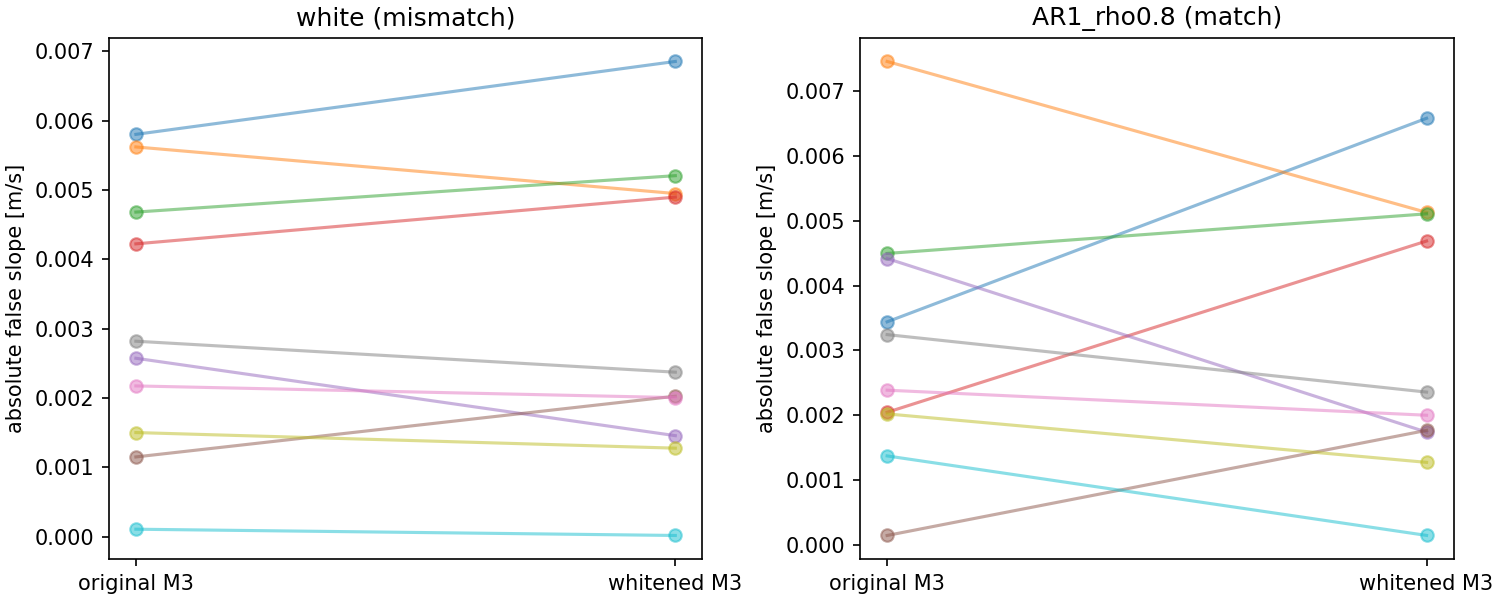 white (mismatch)
absolute false slope [m/s]
0.007
0.006
0.005
0.004
0.003
0.002
0.001
0.000
original M3
whitened M3
AR1_rho0.8 (match)
absolute false slope [m/s]
0.007
0.006
0.005
0.004
0.003
0.002
0.001
0.000
original M3
whitened M3